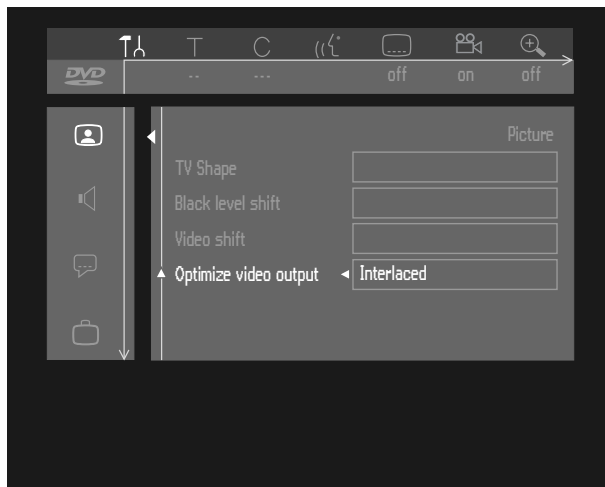 T C
DVD -- --- off on off
Picture
TV Shape
Black level shift
Video shift
Optimize video output Interlaced